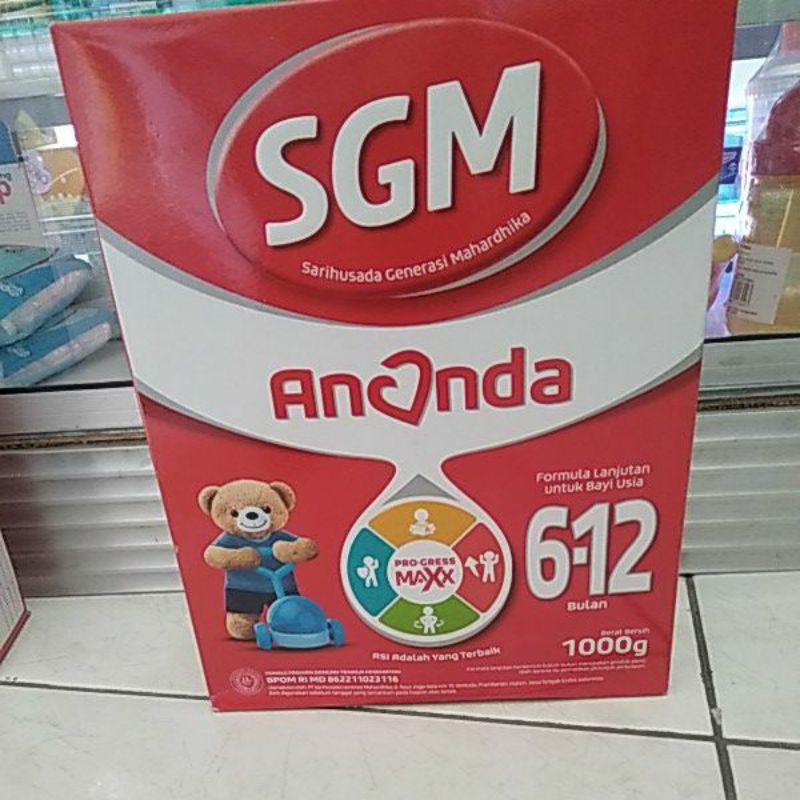 SGM
Sarihusada Generasi Mahardhika
Ananda
Formula Lanjutan
untuk Bayi Usia
6-12
Bulan
PRO-GRESS
MAXX
ASI Adalah Yang Terbaik
Berat Bersih
1000g
BPOM RI MD 862211023116